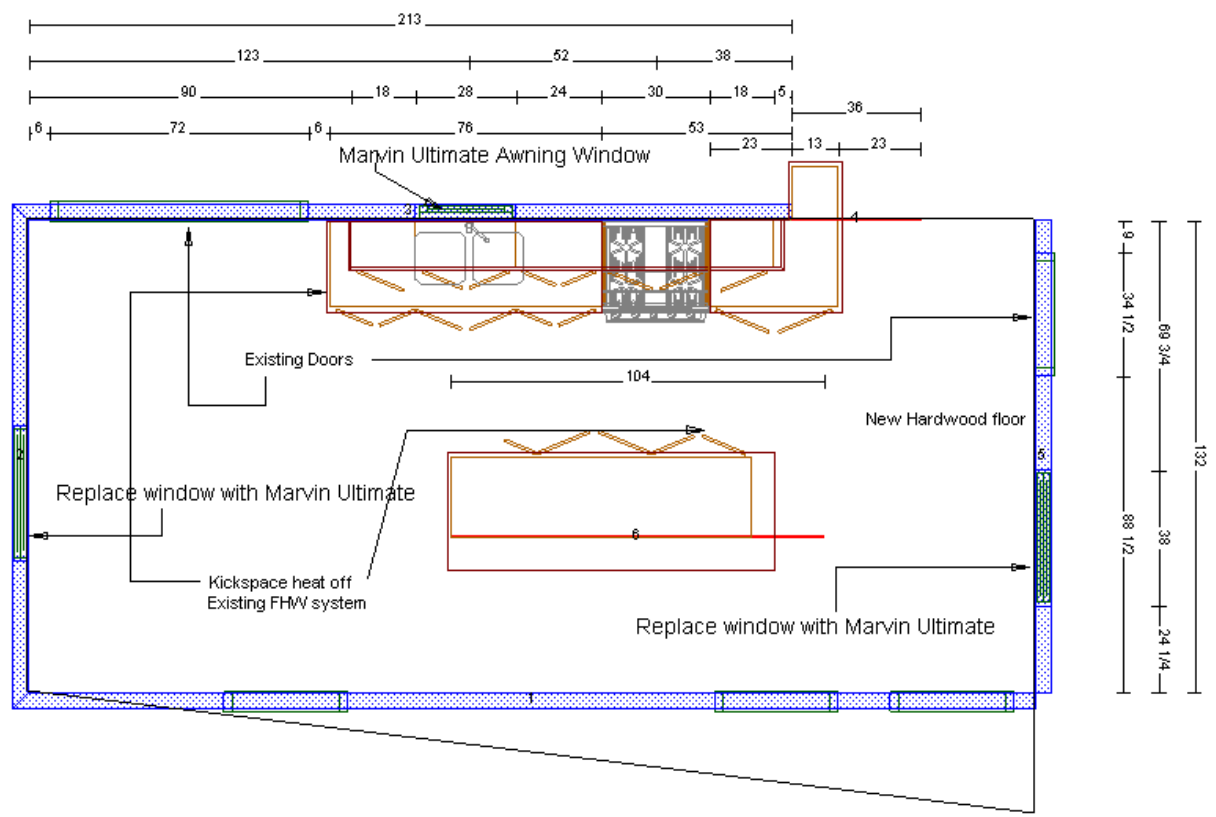 213
123 52 38
90 18 28 24 30 18 5
36
6 72 6 76 53
23 13 23
Marvin Ultimate Awning Window
3
4
9
34 1/2
69 3/4
Existing Doors
104
New Hardwood floor
132
2
5
Replace window with Marvin Ultimate
88 1/2
38
6
Kickspace heat off
Existing FHW system
Replace window with Marvin Ultimate
24 1/4
1